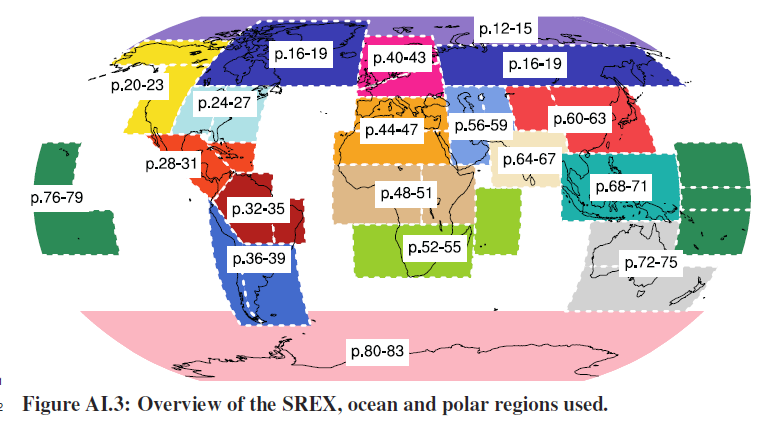 p.12-15
p.16-19
p.40-43
p.16-19
p.20-23
p.24-27
p.44-47
p.56-59
p.60-63
p.28-31
p.64-67
p.76-79
p.32-35
p.48-51
p.68-71
p.36-39
p.52-55
p.72-75
p.80-83
Figure AI.3: Overview of the SREX, ocean and polar regions used.